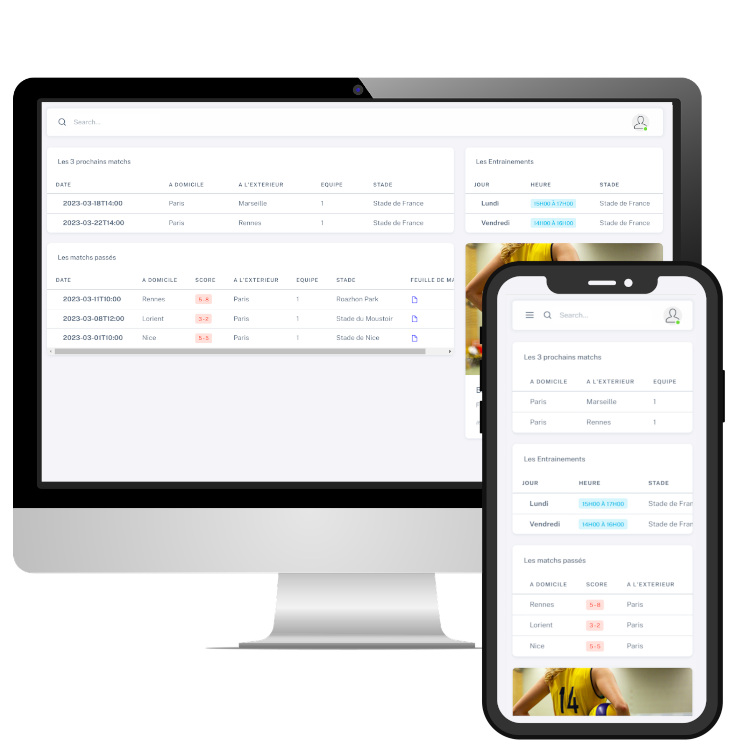 Search...
Les 3 prochains matchs
DATE A DOMICILE A L'EXTERIEUR EQUIPE STADE
2023-03-18T14:00 Paris Marseille 1 Stade de France
2023-03-22T14:00 Paris Rennes 1 Stade de France
Les Entrainements
JOUR HEURE STADE
Lundi 15H00 À 17H00 Stade de France
Vendredi 14H00 À 16H00 Stade de France
Les matchs passés
DATE A DOMICILE SCORE A L'EXTERIEUR EQUIPE STADE FEUILLE DE MA
2023-03-11T10:00 Rennes 5-8 Paris 1 Roazhon Park
2023-03-08T12:00 Lorient 3-2 Paris 1 Stade du Moustoir
2023-03-01T10:00 Nice 5-5 Paris 1 Stade de Nice
Search...
Les 3 prochains matchs
A DOMICILE A L'EXTERIEUR EQUIPE
Paris Marseille 1
Paris Rennes 1
Les Entrainements
JOUR HEURE STADE
Lundi 15H00 À 17H00 Stade de Fran
Vendredi 14H00 À 16H00 Stade de Fran
Les matchs passés
A DOMICILE SCORE A L'EXTERIEUR
Rennes 5-8 Paris
Lorient 3-2 Paris
Nice 5-5 Paris
14